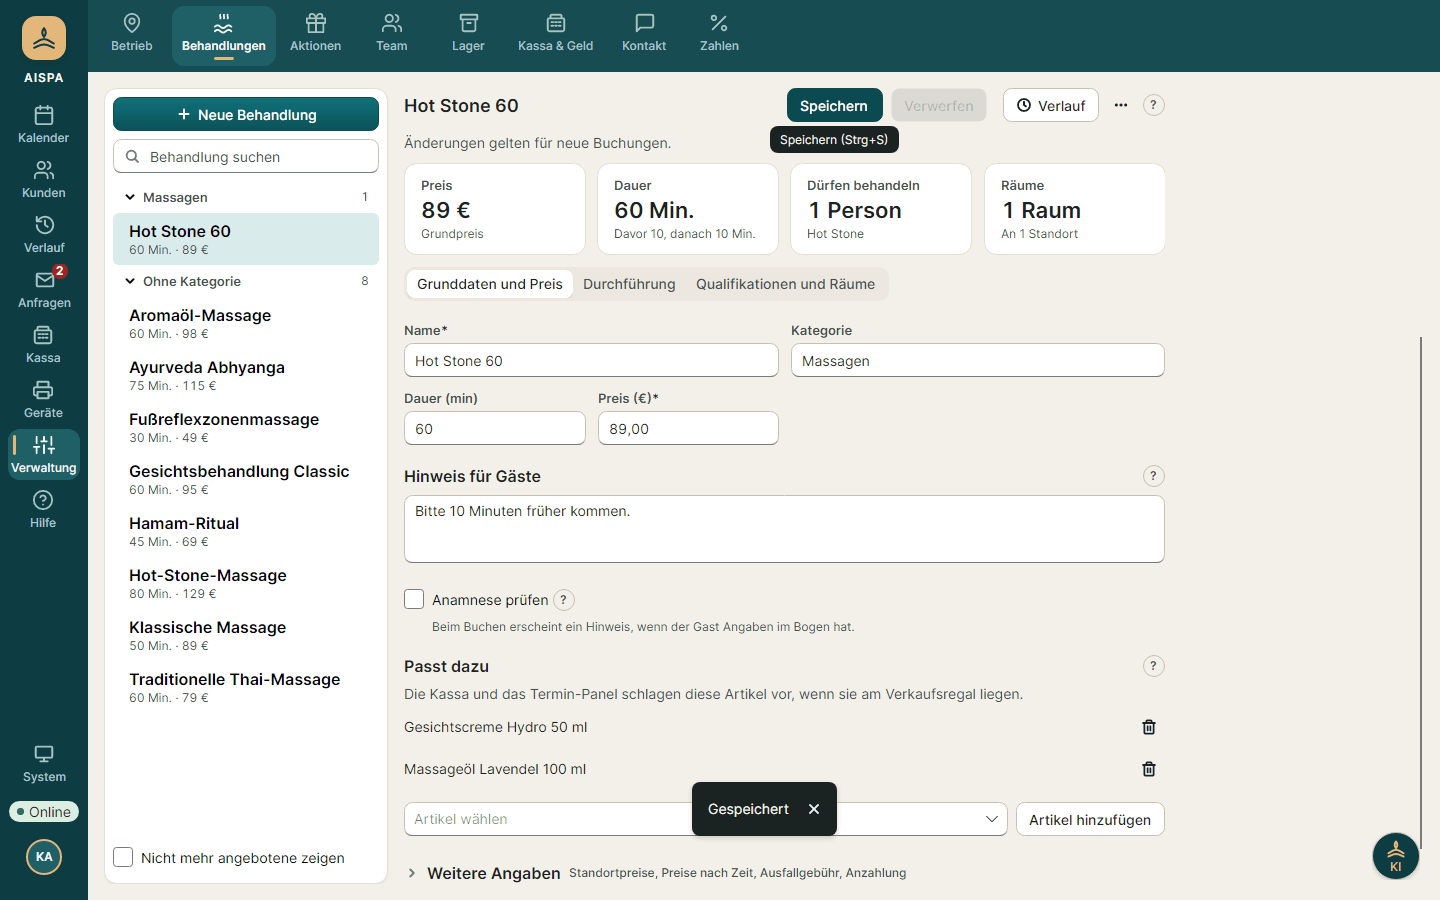 AISPA
Kalender
Kunden
Verlauf
2
Anfragen
Kassa
Geräte
Verwaltung
Hilfe
System
Online
KA
Betrieb
Behandlungen
Aktionen
Team
Lager
Kassa & Geld
Kontakt
Zahlen
+ Neue Behandlung
Behandlung suchen
Massagen 1
Hot Stone 60
60 Min. · 89 €
Ohne Kategorie 8
Aromaöl-Massage
60 Min. · 98 €
Ayurveda Abhyanga
75 Min. · 115 €
Fußreflexzonenmassage
30 Min. · 49 €
Gesichtsbehandlung Classic
60 Min. · 95 €
Hamam-Ritual
45 Min. · 69 €
Hot-Stone-Massage
80 Min. · 129 €
Klassische Massage
50 Min. · 89 €
Traditionelle Thai-Massage
60 Min. · 79 €
Nicht mehr angebotene zeigen
Hot Stone 60
Speichern
Verwerfen
Verlauf
?
Änderungen gelten für neue Buchungen.
Speichern (Strg+S)
Preis
89 €
Grundpreis
Dauer
60 Min.
Davor 10, danach 10 Min.
Dürfen behandeln
1 Person
Hot Stone
Räume
1 Raum
An 1 Standort
Grunddaten und Preis
Durchführung
Qualifikationen und Räume
Name*
Hot Stone 60
Kategorie
Massagen
Dauer (min)
60
Preis (€)*
89,00
Hinweis für Gäste ?
Bitte 10 Minuten früher kommen.
Anamnese prüfen ?
Beim Buchen erscheint ein Hinweis, wenn der Gast Angaben im Bogen hat.
Passt dazu ?
Die Kassa und das Termin-Panel schlagen diese Artikel vor, wenn sie am Verkaufsregal liegen.
Gesichtscreme Hydro 50 ml
Massageöl Lavendel 100 ml
Artikel wählen
Artikel hinzufügen
Gespeichert
Weitere Angaben Standortpreise, Preise nach Zeit, Ausfallgebühr, Anzahlung
KI